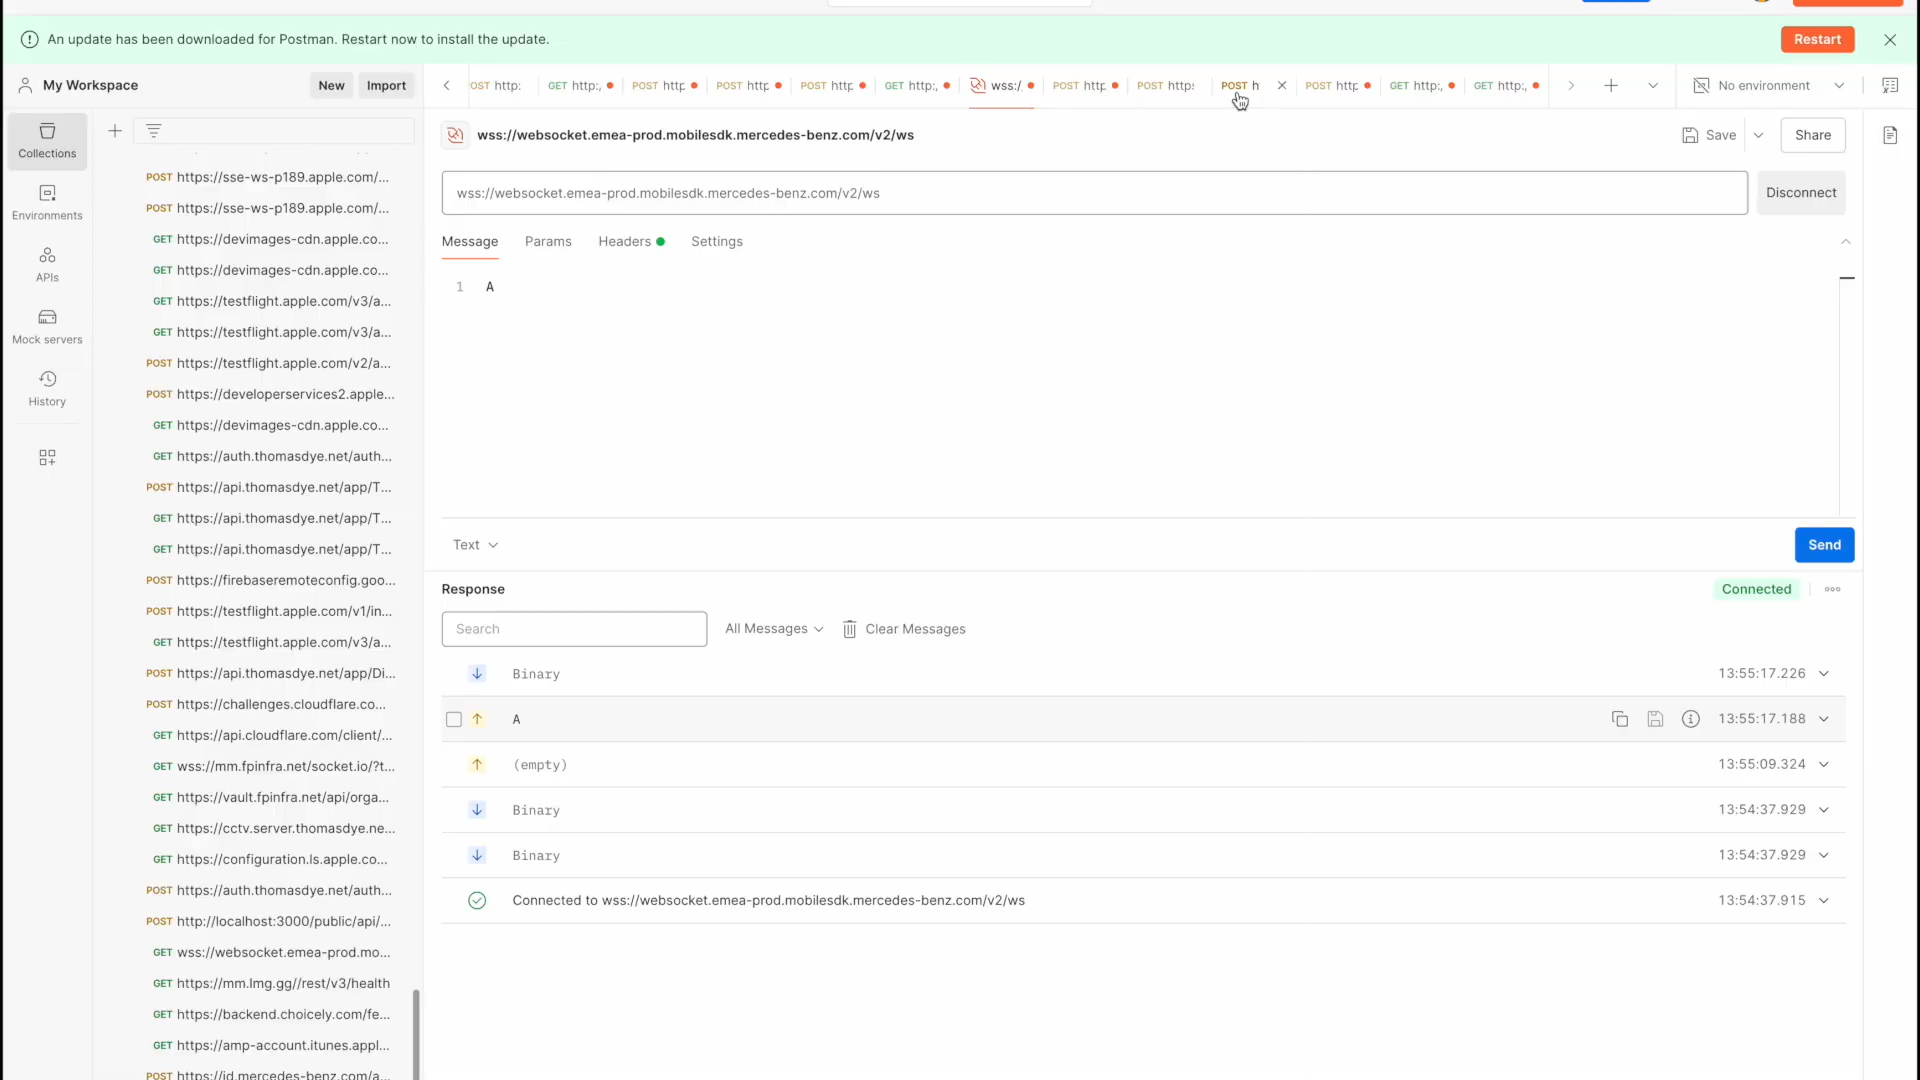 An update has been downloaded for Postman. Restart now to install the update.
Restart
My Workspace
New
Import
OST http:
GET http:,
POST http
POST http
POST http
GET http:,
wss:/,
POST http
POST https
POST h
POST http
GET http:,
GET http:,
No environment
Collections
Environments
APIs
Mock servers
History
POST https://sse-ws-p189.apple.com/...
POST https://sse-ws-p189.apple.com/...
GET https://devimages-cdn.apple.co...
GET https://devimages-cdn.apple.co...
GET https://testflight.apple.com/v3/a...
GET https://testflight.apple.com/v3/a...
POST https://testflight.apple.com/v2/a...
POST https://developerservices2.apple...
GET https://devimages-cdn.apple.co...
GET https://auth.thomasdye.net/auth...
POST https://api.thomasdye.net/app/T...
GET https://api.thomasdye.net/app/T...
GET https://api.thomasdye.net/app/T...
POST https://firebaseremoteconfig.goo...
POST https://testflight.apple.com/v1/in...
GET https://testflight.apple.com/v3/a...
POST https://api.thomasdye.net/app/Di...
POST https://challenges.cloudflare.co...
GET https://api.cloudflare.com/client/...
GET wss://mm.fpinfra.net/socket.io/?t...
GET https://vault.fpinfra.net/api/orga...
GET https://cctv.server.thomasdye.ne...
GET https://configuration.ls.apple.co...
POST https://auth.thomasdye.net/auth...
POST http://localhost:3000/public/api/...
GET wss://websocket.emea-prod.mo...
GET https://mm.lmg.gg//rest/v3/health
GET https://backend.choicely.com/fe...
GET https://amp-account.itunes.appl...
POST https://id.mercedes-benz.com/a...
wss://websocket.emea-prod.mobilesdk.mercedes-benz.com/v2/ws
Save
Share
wss://websocket.emea-prod.mobilesdk.mercedes-benz.com/v2/ws
Disconnect
Message
Params
Headers
Settings
1 A
Text
Send
Response
Connected
Search
All Messages
Clear Messages
Binary 13:55:17.226
A 13:55:17.188
(empty) 13:55:09.324
Binary 13:54:37.929
Binary 13:54:37.929
Connected to wss://websocket.emea-prod.mobilesdk.mercedes-benz.com/v2/ws 13:54:37.915